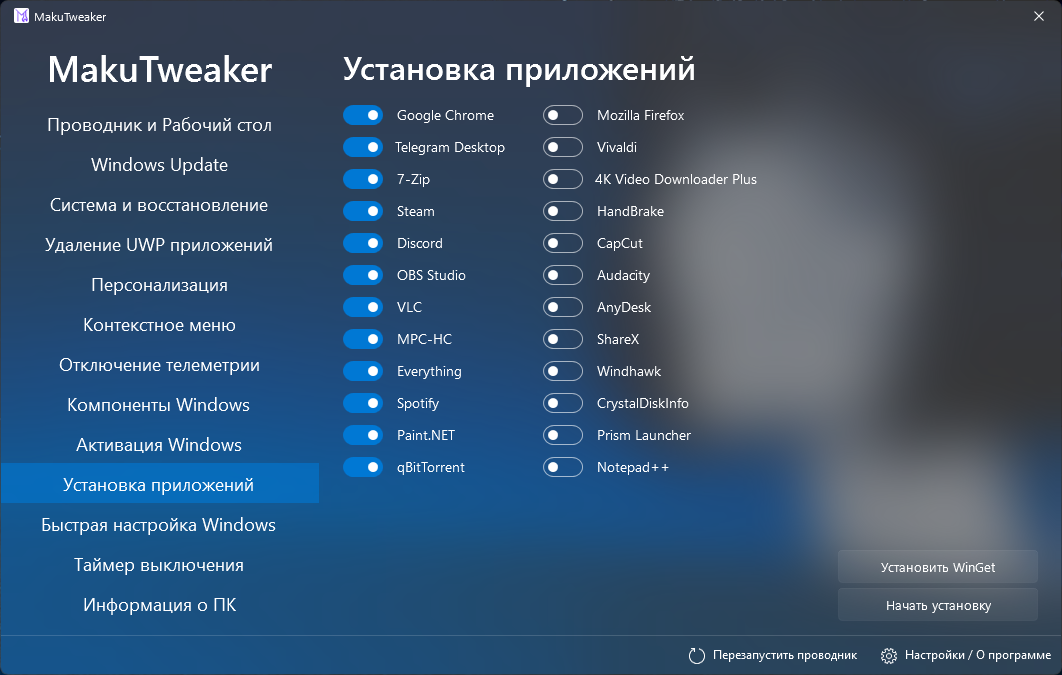 MakuTweaker
MakuTweaker
Проводник и Рабочий стол
Windows Update
Система и восстановление
Удаление UWP приложений
Персонализация
Контекстное меню
Отключение телеметрии
Компоненты Windows
Активация Windows
Установка приложений
Быстрая настройка Windows
Таймер выключения
Информация о ПК
Установка приложений
Google Chrome
Telegram Desktop
7-Zip
Steam
Discord
OBS Studio
VLC
MPC-HC
Everything
Spotify
Paint.NET
qBitTorrent
Mozilla Firefox
Vivaldi
4K Video Downloader Plus
HandBrake
CapCut
Audacity
AnyDesk
ShareX
Windhawk
CrystalDiskInfo
Prism Launcher
Notepad++
Установить WinGet
Начать установку
Перезапустить проводник
Настройки / О программе